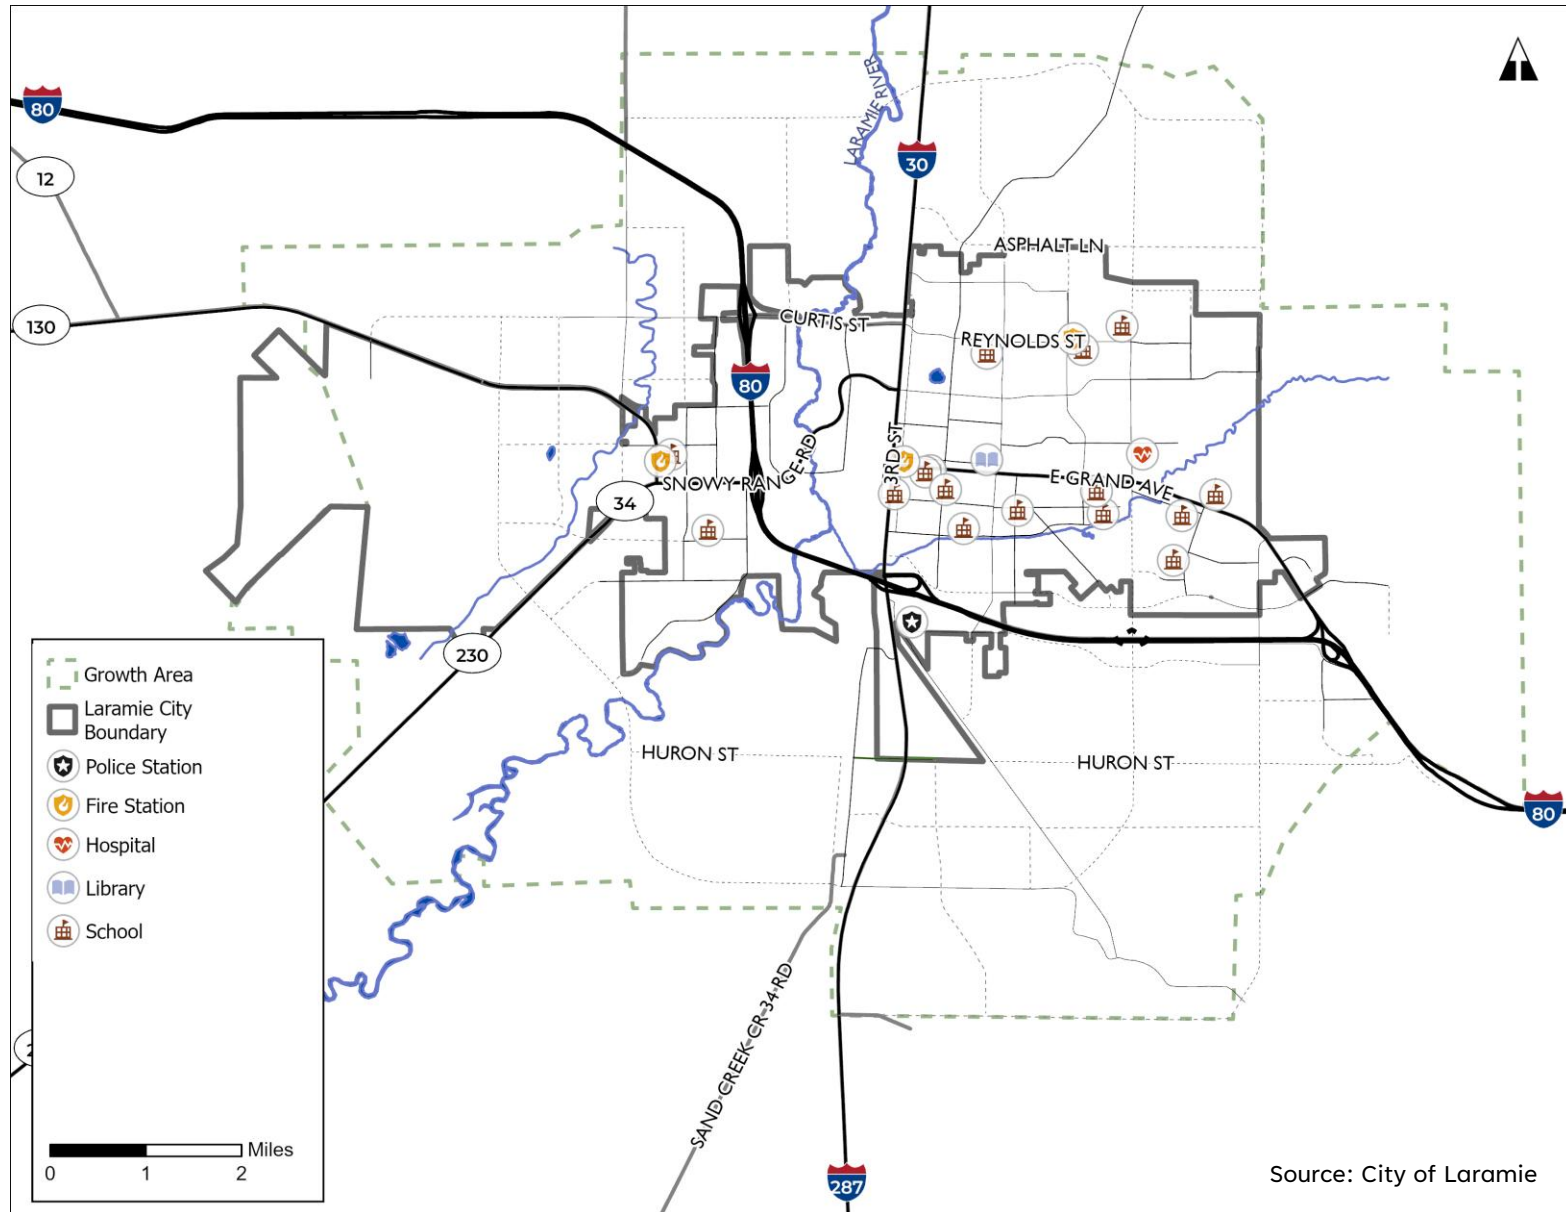 80
12
130
LARAMIE RIVER
30
ASPHALT LN
CURTIS ST
REYNOLDS ST
80
3RD ST
SNOWY RANGE RD
E GRAND AVE
34
230
HURON ST
HURON ST
80
SAND CREEK CR 34 RD
287
Growth Area
Laramie City
Boundary
Police Station
Fire Station
Hospital
Library
School
2
Miles
0 1 2
Source: City of Laramie